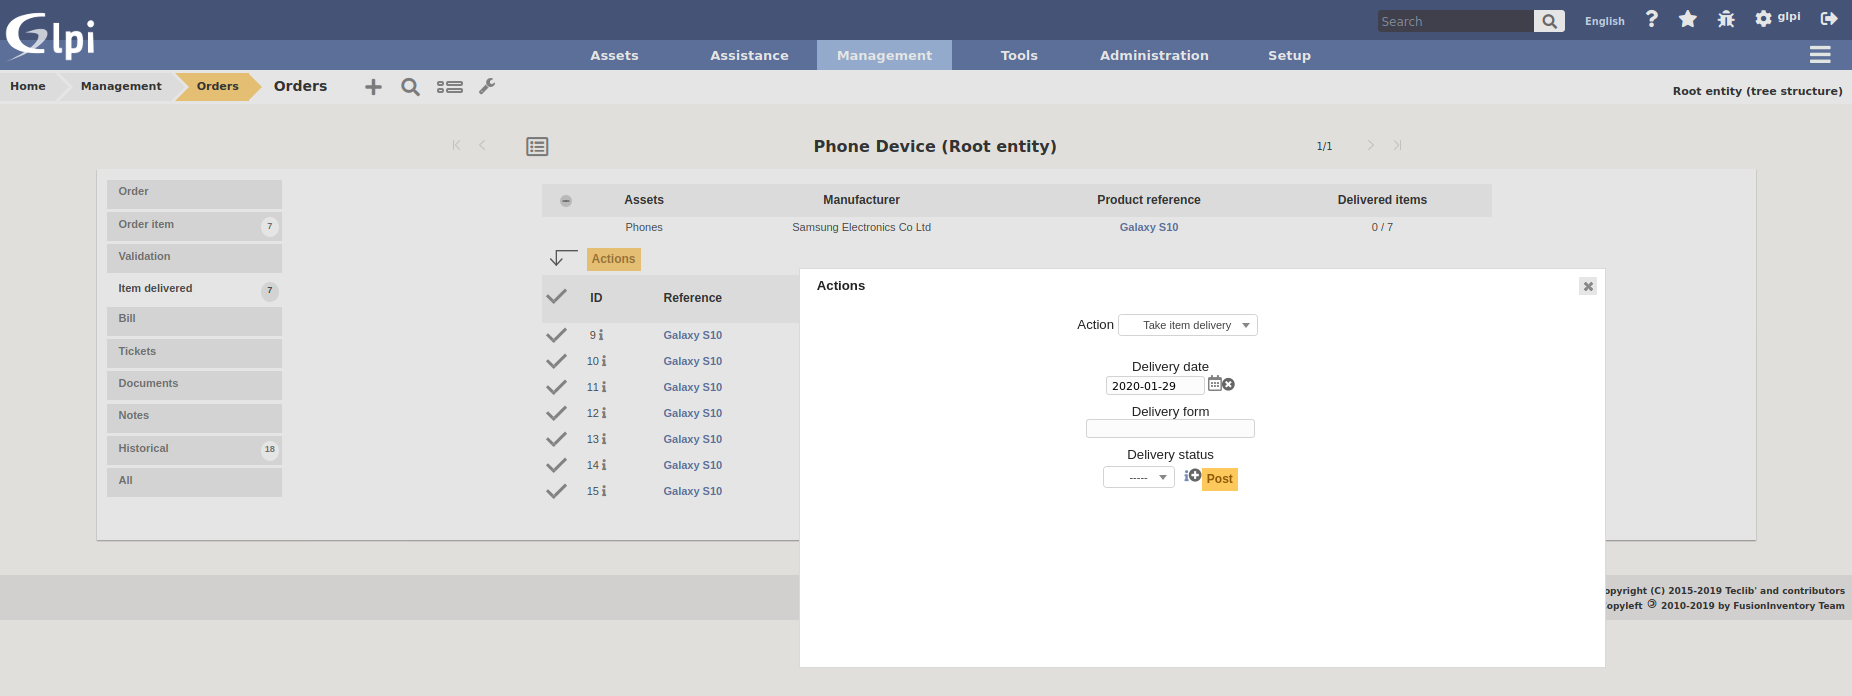 Glpi
Search
English
glpi
Assets
Assistance
Management
Tools
Administration
Setup
Home
Management
Orders
Orders
Root entity (tree structure)
Phone Device (Root entity)
1/1
Order
Order item 7
Validation
Item delivered 7
Bill
Tickets
Documents
Notes
Historical 18
All
Assets Manufacturer Product reference Delivered items
Phones Samsung Electronics Co Ltd Galaxy S10 0 / 7
Actions
ID Reference
9 Galaxy S10
10 Galaxy S10
11 Galaxy S10
12 Galaxy S10
13 Galaxy S10
14 Galaxy S10
15 Galaxy S10
Actions
Action Take item delivery
Delivery date
2020-01-29
Delivery form
Delivery status
----- Post
opyright (C) 2015-2019 Teclib' and contributors
opyleft 2010-2019 by FusionInventory Team